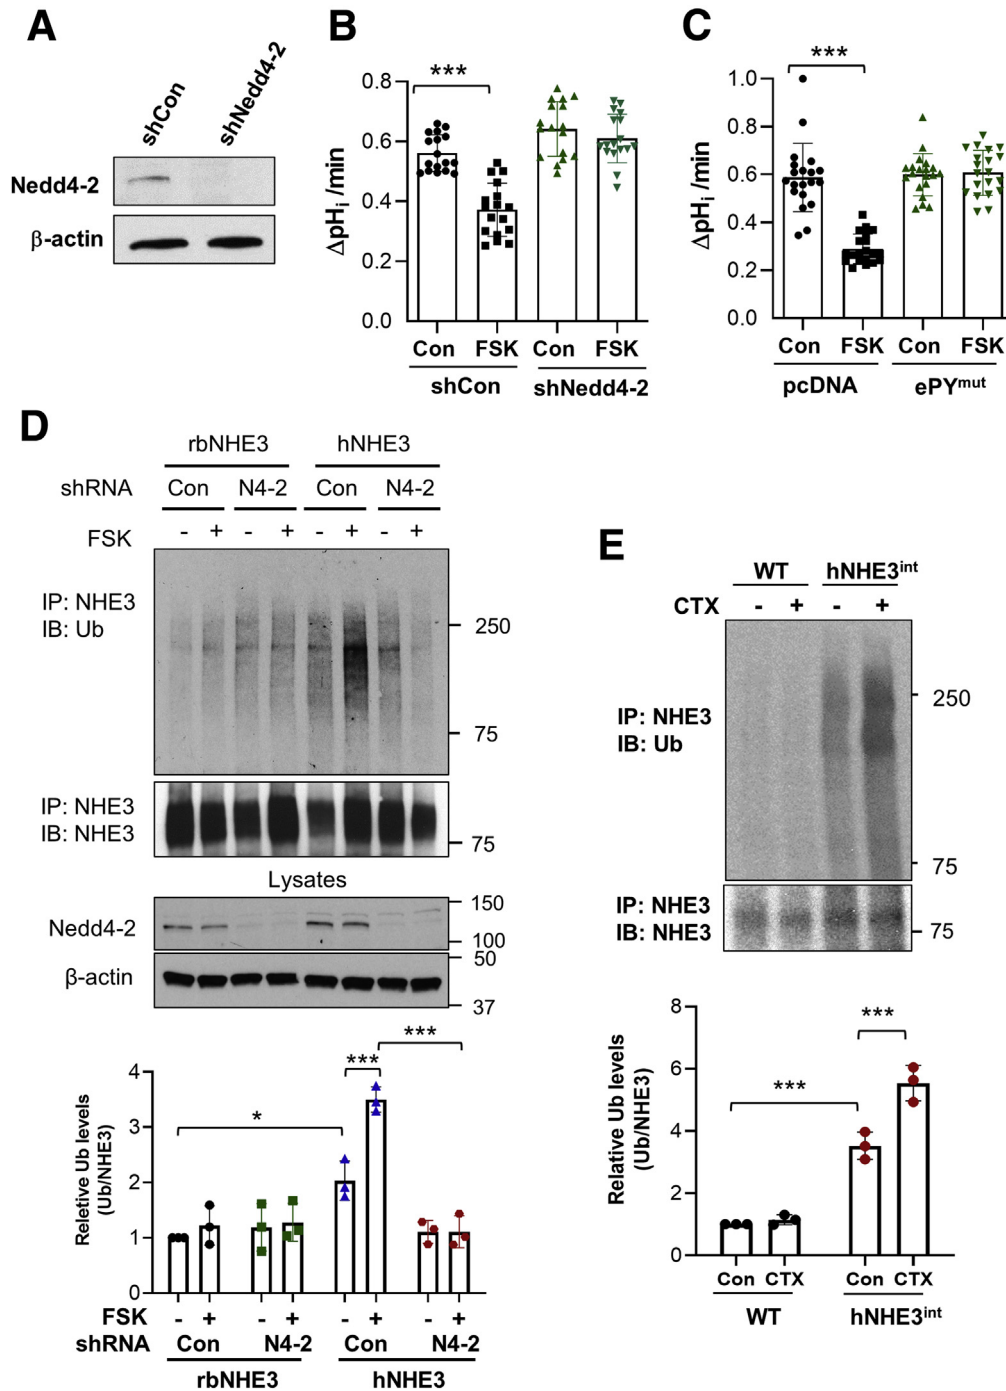 A
shCon
shNedd4-2
Nedd4-2
β-actin
B
***
ΔpHi /min
0.8
0.6
0.4
0.2
0.0
Con FSK Con FSK
shCon shNedd4-2
C
***
ΔpHi /min
1.0
0.8
0.6
0.4
0.2
0.0
Con FSK Con FSK
pcDNA ePYmut
D
rbNHE3 hNHE3
shRNA Con N4-2 Con N4-2
FSK - + - + - + - +
IP: NHE3
IB: Ub
250
75
IP: NHE3
IB: NHE3
75
Lysates
Nedd4-2
150
100
β-actin
50
37
Reletive Ub levels
(Ub/NHE3)
4
3
2
1
0
*
***
***
FSK - + - + - + - +
shRNA Con N4-2 Con N4-2
rbNHE3 hNHE3
E
WT hNHE3int
CTX - + - +
IP: NHE3
IB: Ub
250
75
IP: NHE3
IB: NHE3
75
Relative Ub levels
(Ub/NHE3)
8
6
4
2
0
***
***
Con CTX Con CTX
WT hNHE3int